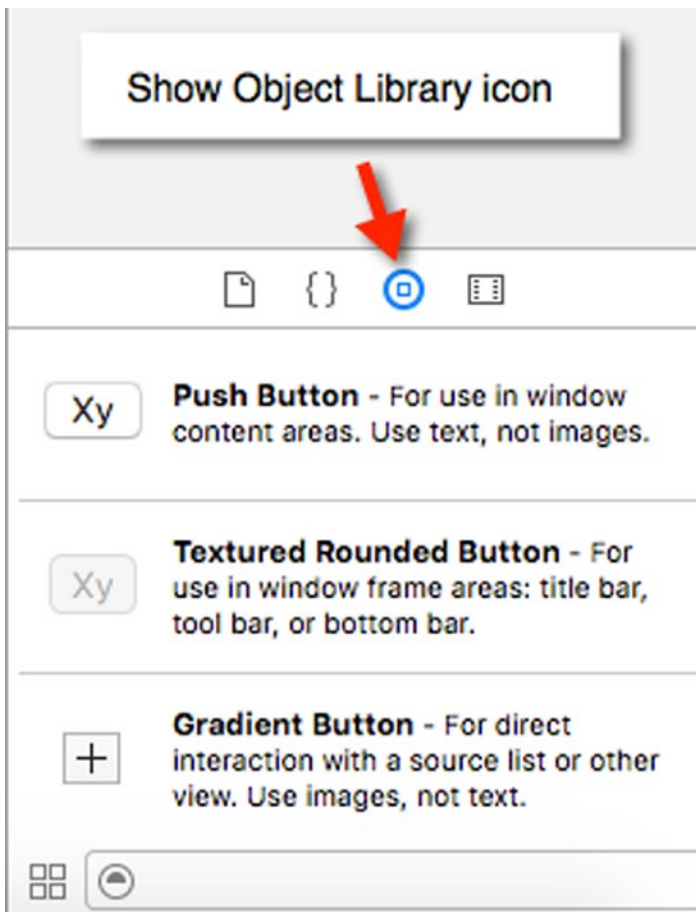 Show Object Library icon
{ }
Xy
Push Button - For use in window
content areas. Use text, not images.
Xy
Textured Rounded Button - For
use in window frame areas: title bar,
tool bar, or bottom bar.
+
Gradient Button - For direct
interaction with a source list or other
view. Use images, not text.